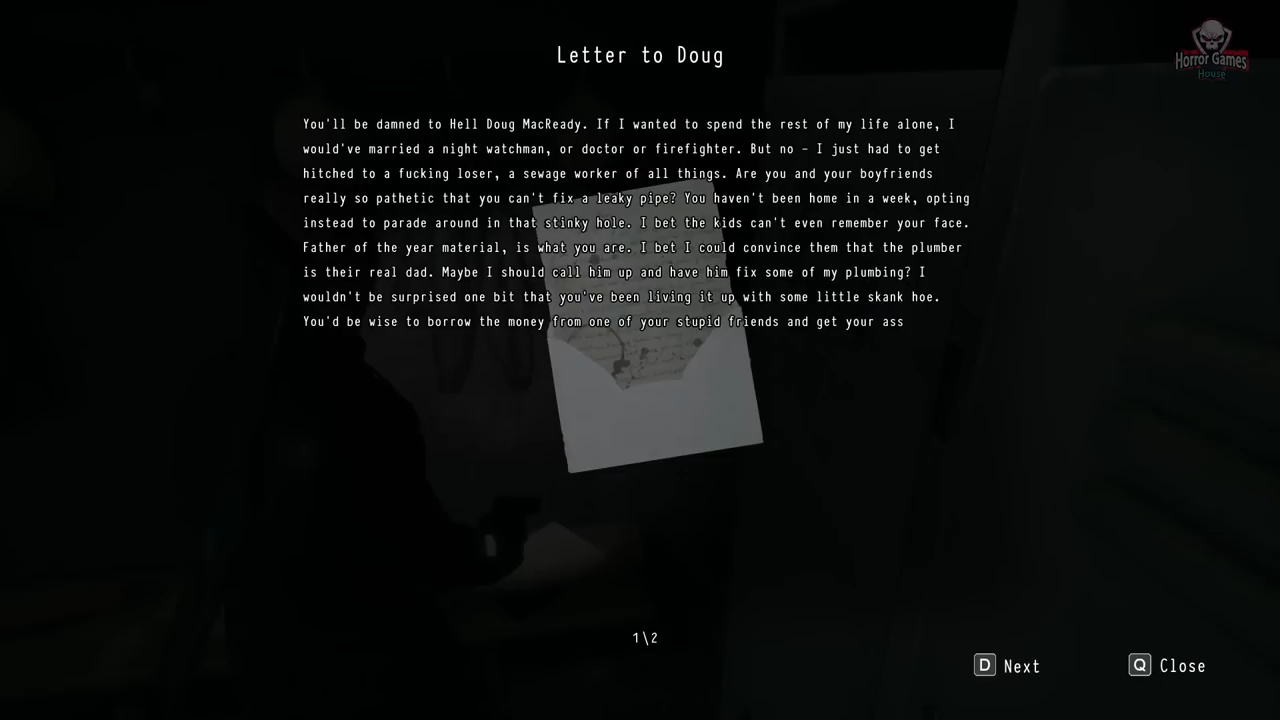 Letter to Doug
Horror Games
House
You'll be damned to Hell Doug MacReady. If I wanted to spend the rest of my life alone, I
would've married a night watchman, or doctor or firefighter. But no - I just had to get
hitched to a fucking loser, a sewage worker of all things. Are you and your boyfriends
really so pathetic that you can't fix a leaky pipe? You haven't been home in a week, opting
instead to parade around in that stinky hole. I bet the kids can't even remember your face.
Father of the year material, is what you are. I bet I could convince them that the plumber
is their real dad. Maybe I should call him up and have him fix some of my plumbing? I
wouldn't be surprised one bit that you've been living it up with some little skank hoe.
You'd be wise to borrow the money from one of your stupid friends and get your ass
1\2
D Next
Q Close